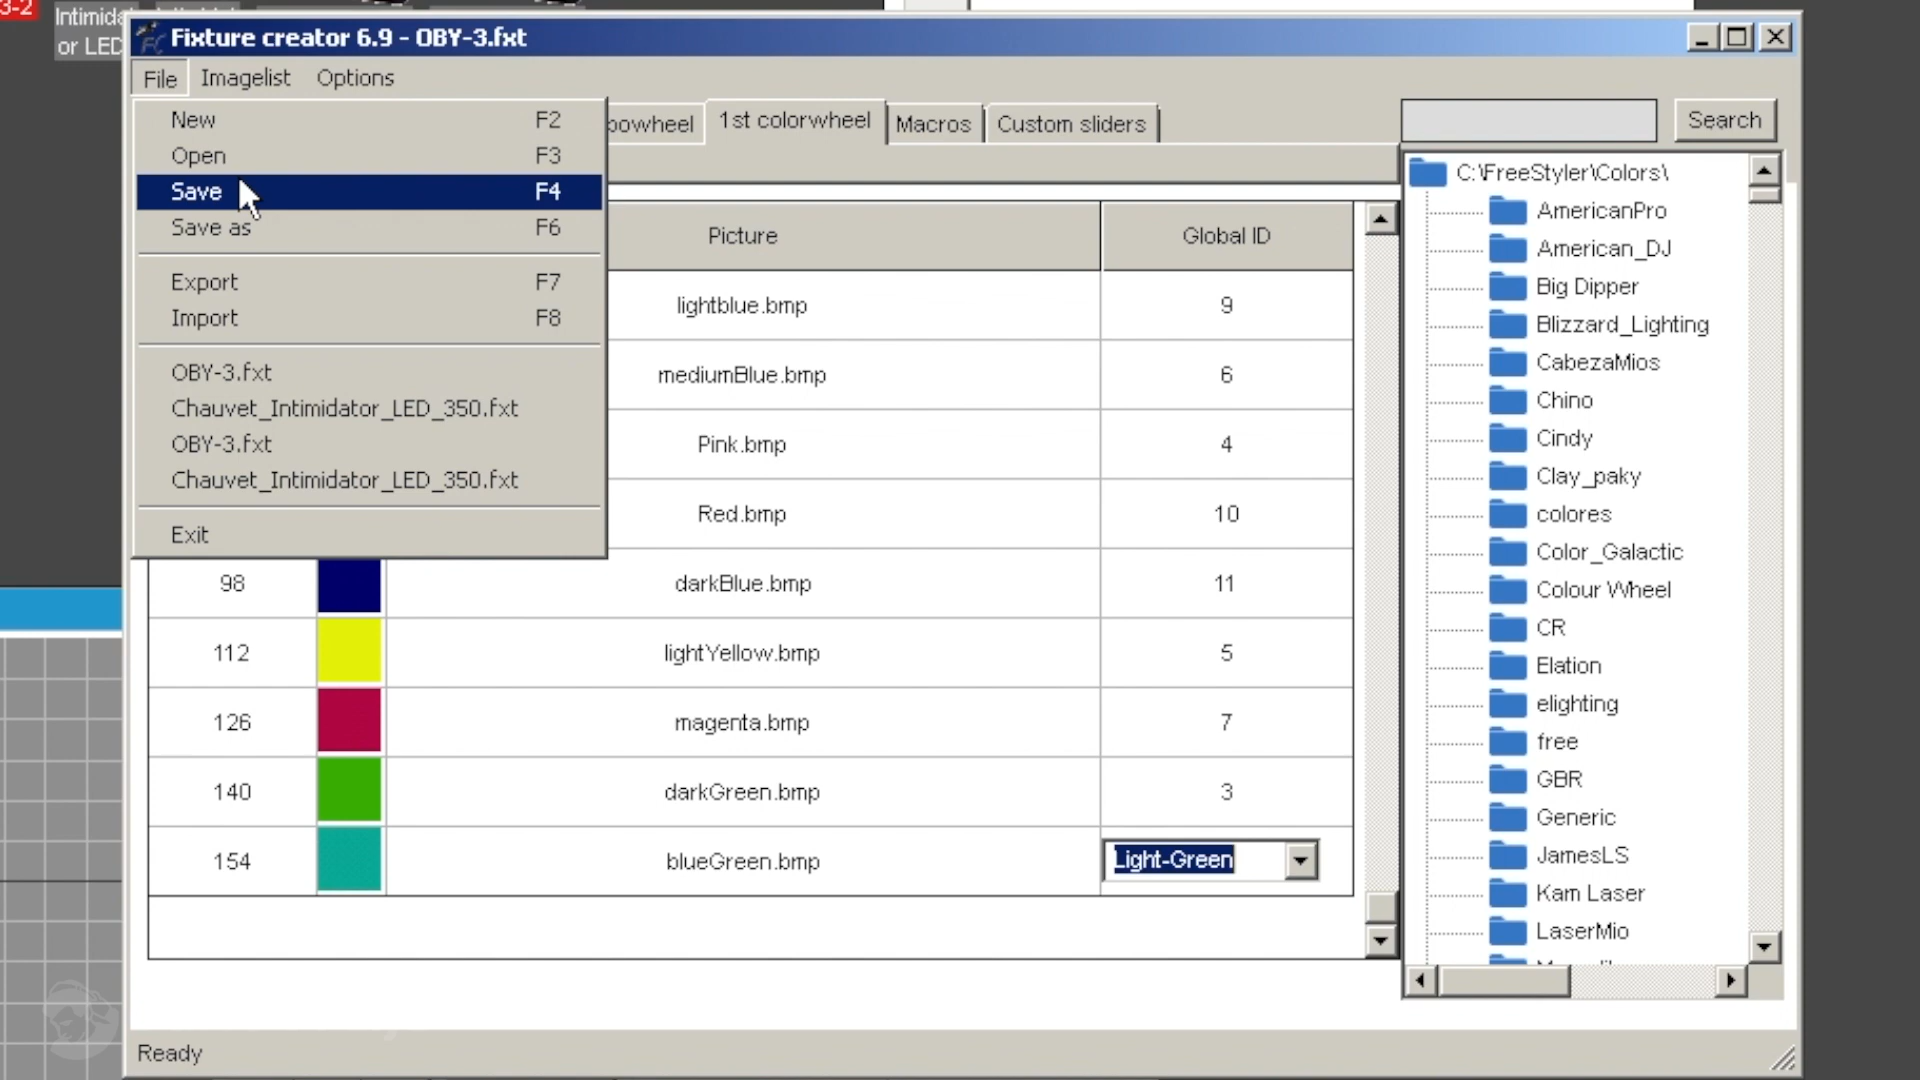 3-2
Intimida
or LED
Fixture creator 6.9 - OBY-3.fxt
File Imagelist Options
New F2
Open F3
Save F4
Save as F6
Export F7
Import F8
OBY-3.fxt
Chauvet_Intimidator_LED_350.fxt
OBY-3.fxt
Chauvet_Intimidator_LED_350.fxt
Exit
bowheel 1st colorwheel Macros Custom sliders
Search
Picture Global ID
lightblue.bmp 9
mediumBlue.bmp 6
Pink.bmp 4
Red.bmp 10
98 darkBlue.bmp 11
112 lightYellow.bmp 5
126 magenta.bmp 7
140 darkGreen.bmp 3
154 blueGreen.bmp Light-Green
C:\FreeStyler\Colors\
AmericanPro
American_DJ
Big Dipper
Blizzard_Lighting
CabezaMios
Chino
Cindy
Clay_paky
colores
Color_Galactic
Colour Wheel
CR
Elation
elighting
free
GBR
Generic
JamesLS
Kam Laser
LaserMio
Ready